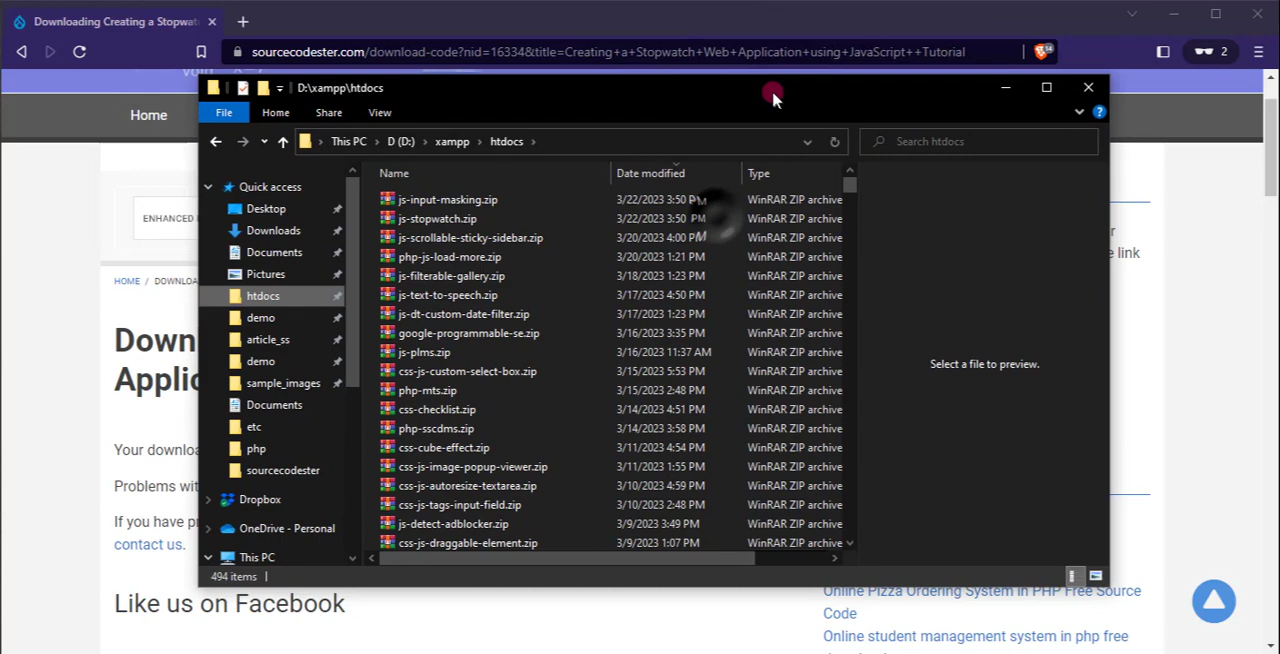 Downloading Creating a Stopwat
sourcecodester.com/download-code?nid=16334&title=Creating+a+Stopwatch+Web+Application+using+JavaScript++Tutorial
2
D:\xampp\htdocs
File Home Share View
This PC > D (D:) > xampp > htdocs >
Search htdocs
Home
Name Date modified Type
Quick access
Desktop
Downloads
Documents
Pictures
htdocs
demo
article_ss
demo
sample_images
Documents
etc
php
sourcecodester
Dropbox
OneDrive - Personal
This PC
js-input-masking.zip 3/22/2023 3:50 PM WinRAR ZIP archive
js-stopwatch.zip 3/22/2023 3:50 PM WinRAR ZIP archive
js-scrollable-sticky-sidebar.zip 3/20/2023 4:00 PM WinRAR ZIP archive
php-js-load-more.zip 3/20/2023 1:21 PM WinRAR ZIP archive
js-filterable-gallery.zip 3/18/2023 1:23 PM WinRAR ZIP archive
js-text-to-speech.zip 3/17/2023 4:50 PM WinRAR ZIP archive
js-dt-custom-date-filter.zip 3/17/2023 1:23 PM WinRAR ZIP archive
google-programmable-se.zip 3/16/2023 3:35 PM WinRAR ZIP archive
js-plms.zip 3/16/2023 11:37 AM WinRAR ZIP archive
css-js-custom-select-box.zip 3/15/2023 5:53 PM WinRAR ZIP archive
php-mts.zip 3/15/2023 2:48 PM WinRAR ZIP archive
css-checklist.zip 3/14/2023 4:51 PM WinRAR ZIP archive
php-sscdms.zip 3/14/2023 3:58 PM WinRAR ZIP archive
css-cube-effect.zip 3/11/2023 4:54 PM WinRAR ZIP archive
css-js-image-popup-viewer.zip 3/11/2023 1:55 PM WinRAR ZIP archive
css-js-autoresize-textarea.zip 3/10/2023 4:59 PM WinRAR ZIP archive
css-js-tags-input-field.zip 3/10/2023 2:48 PM WinRAR ZIP archive
js-detect-adblocker.zip 3/9/2023 3:49 PM WinRAR ZIP archive
css-js-draggable-element.zip 3/9/2023 1:07 PM WinRAR ZIP archive
Select a file to preview.
494 items
ENHANCED
HOME / DOWNLOA
Down
Applic
Your downloa
Problems wit
If you have pr
contact us.
Like us on Facebook
r
e link
Online Pizza Ordering System in PHP Free Source
Code
Online student management system in php free